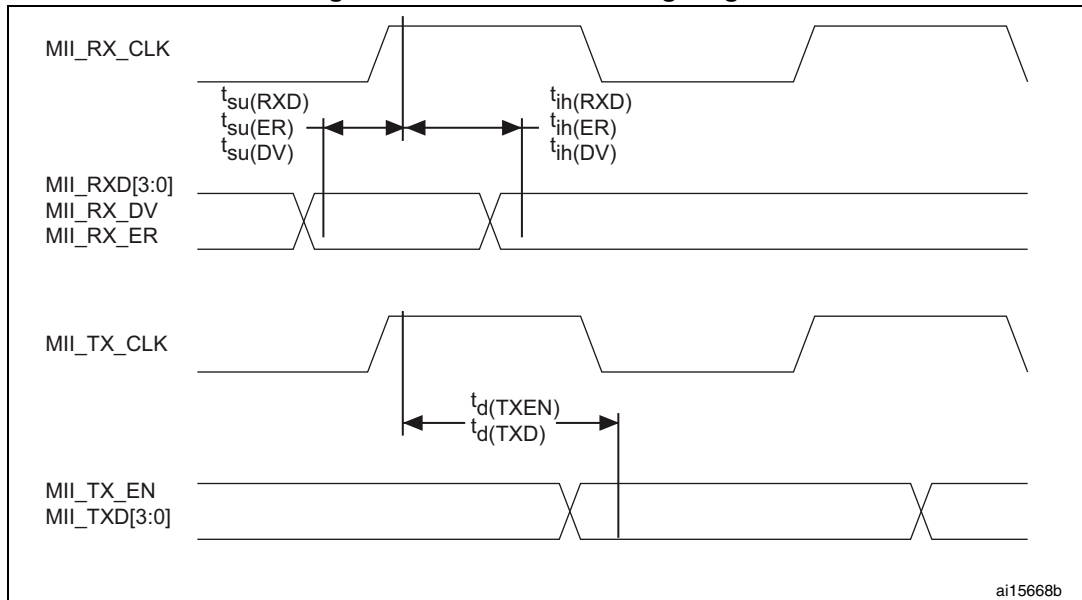 MII_RX_CLK
tsu(RXD)
tsu(ER)
tsu(DV)
tih(RXD)
tih(ER)
tih(DV)
MII_RXD[3:0]
MII_RX_DV
MII_RX_ER
MII_TX_CLK
td(TXEN)
td(TXD)
MII_TX_EN
MII_TXD[3:0]
ai15668b